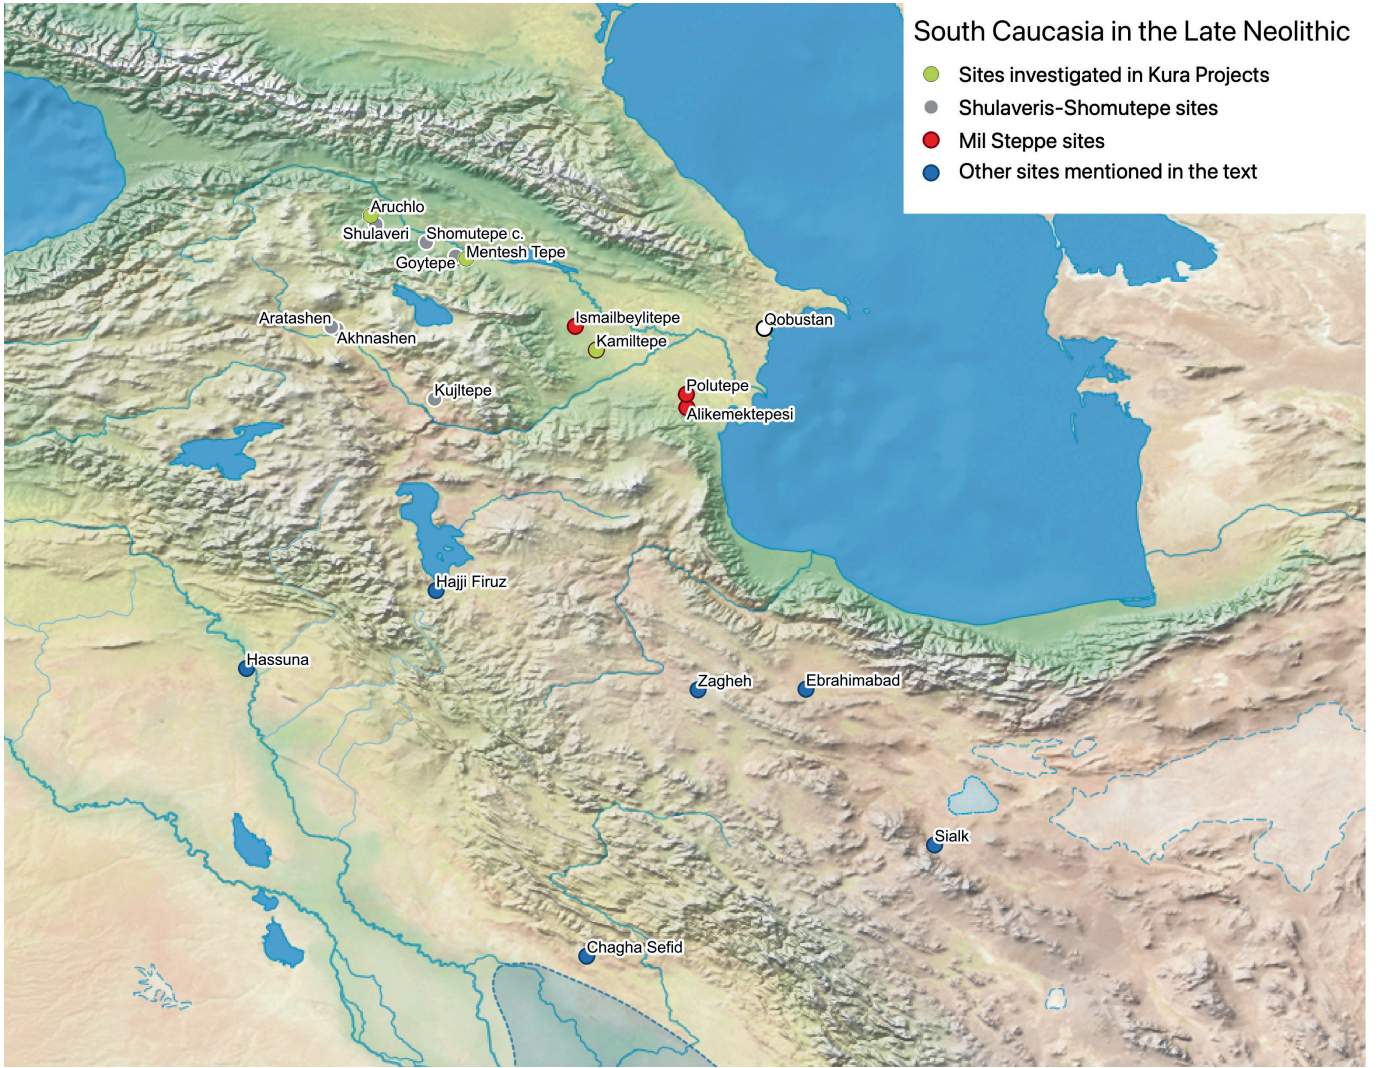 South Caucasia in the Late Neolithic
Sites investigated in Kura Projects
Shulaveris-Shomutepe sites
Mil Steppe sites
Other sites mentioned in the text
Aruchlo
Shulaveri
Shomutepe c.
Mentesh Tepe
Goytepe
Aratashen
Akhnashen
Ismailbeylitepe
Kamiltepe
Qobustan
Kujltepe
Polutepe
Alikemektepesi
Hajji Firuz
Hassuna
Zagheh
Ebrahimabad
Sialk
Chagha Sefid